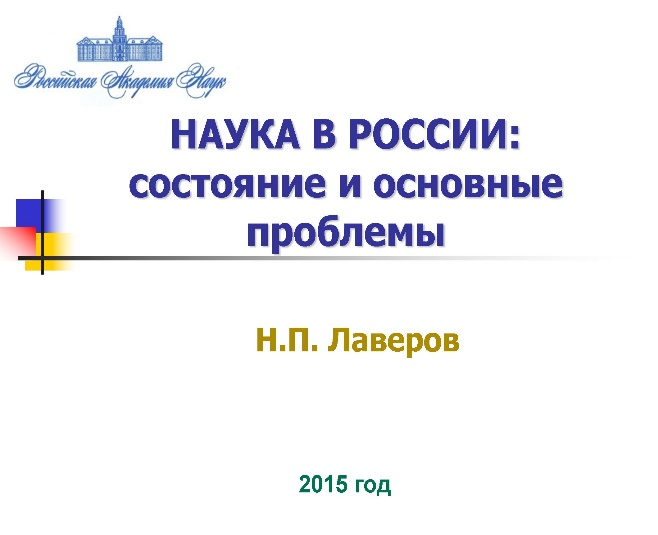 Российская Академия Наук
НАУКА В РОССИИ:
состояние и основные
проблемы
Н.П. Лаверов
2015 год